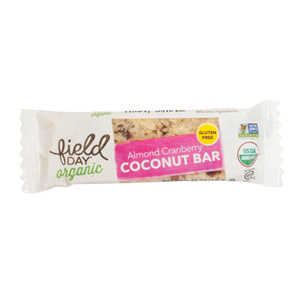 field
DAY
organic
GLUTEN
FREE
Almond Cranberry
COCONUT BAR
USDA
ORGANIC